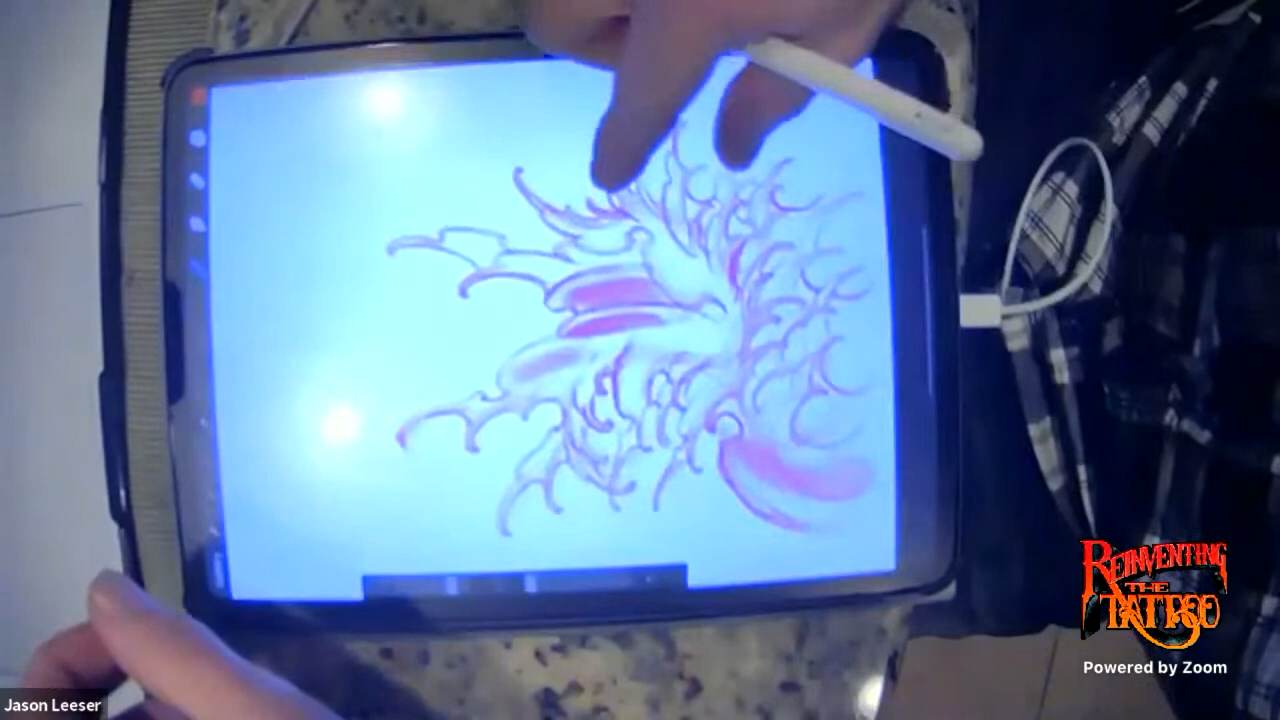 REINVENTING
THE
TATTOO
Powered by Zoom
Jason Leeser